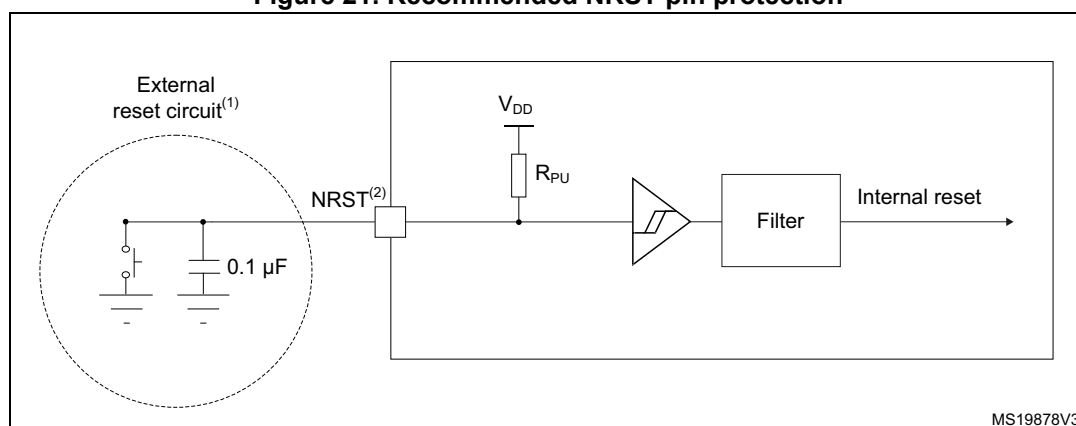 Figure 21. Recommended NRST pin protection
External
reset circuit(1)
VDD
RPU
NRST(2)
Filter
Internal reset
0.1 µF
MS19878V3